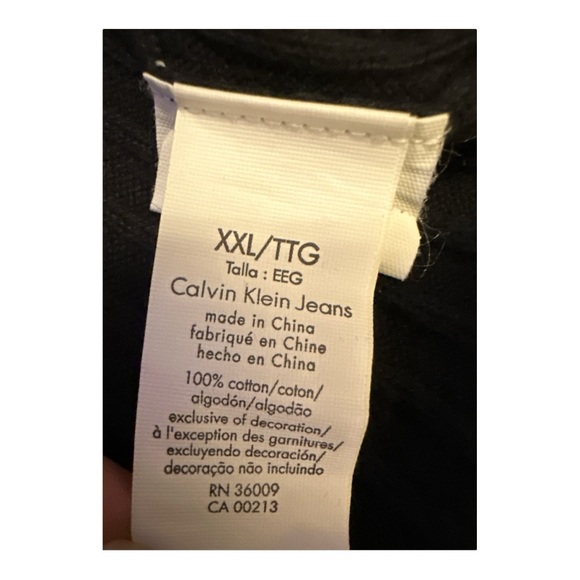 XXL/TTG
Talla : EEG
Calvin Klein Jeans
made in China
fabriqué en Chine
hecho en China
100% cotton/coton/
algodón/algodão
exclusive of decoration/
à l'exception des garnitures/
excluyendo decoración/
decoração não incluindo
RN 36009
CA 00213